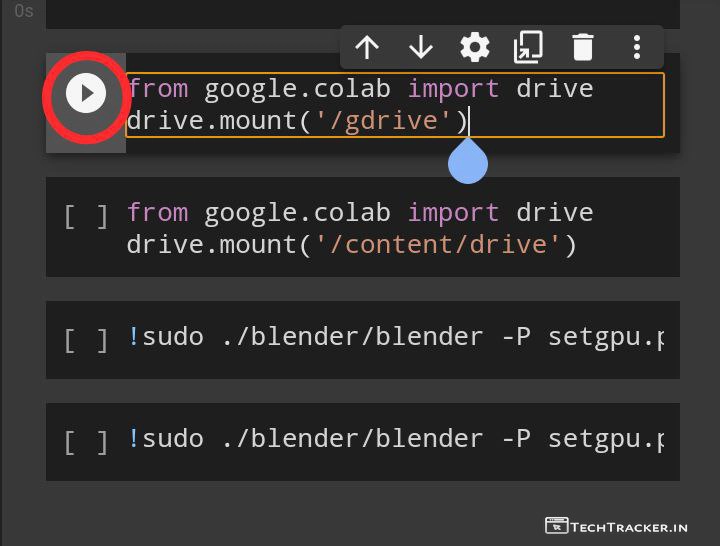 0s
from google.colab import drive
drive.mount('/gdrive')
[ ] from google.colab import drive
drive.mount('/content/drive')
[ ] !sudo ./blender/blender -P setgpu.p
[ ] !sudo ./blender/blender -P setgpu.p
TechTracker.in